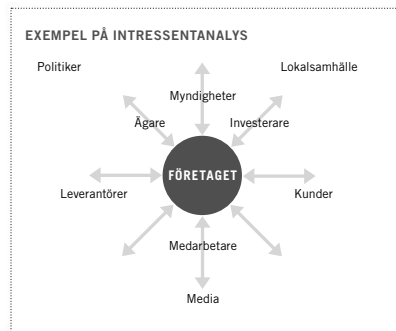 EXEMPEL PÅ INTRESSENTANALYS
Politiker
Lokalsamhälle
Myndigheter
Ägare
Investerare
FÖRETAGET
Leverantörer
Kunder
Medarbetare
Media